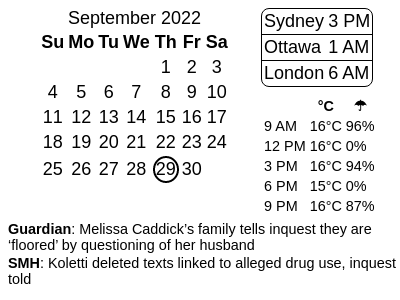 September 2022
Su Mo Tu We Th Fr Sa
1 2 3
4 5 6 7 8 9 10
11 12 13 14 15 16 17
18 19 20 21 22 23 24
25 26 27 28 29 30
Sydney 3 PM
Ottawa 1 AM
London 6 AM
°C ☂
9 AM 16°C 96%
12 PM 16°C 0%
3 PM 16°C 94%
6 PM 15°C 0%
9 PM 16°C 87%
Guardian: Melissa Caddick’s family tells inquest they are
‘floored’ by questioning of her husband
SMH: Koletti deleted texts linked to alleged drug use, inquest
told